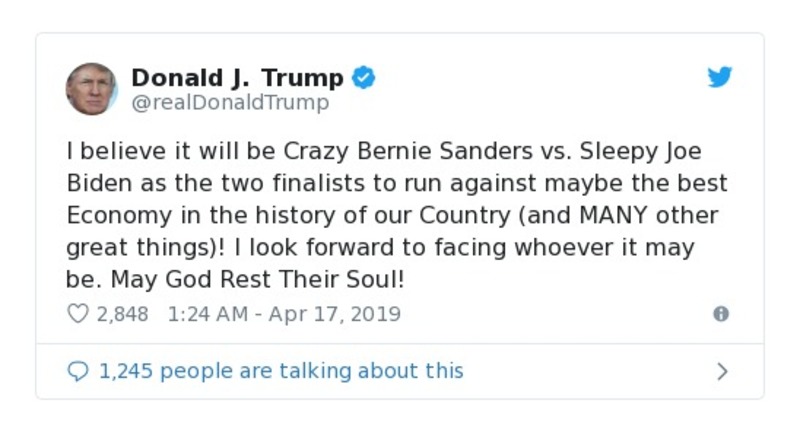 Donald J. Trump
@realDonaldTrump
I believe it will be Crazy Bernie Sanders vs. Sleepy Joe
Biden as the two finalists to run against maybe the best
Economy in the history of our Country (and MANY other
great things)! I look forward to facing whoever it may
be. May God Rest Their Soul!
2,848 1:24 AM - Apr 17, 2019
1,245 people are talking about this